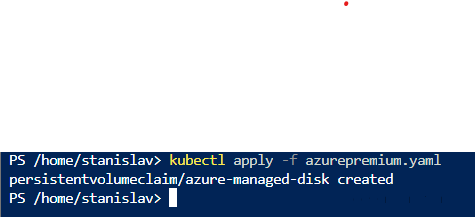 PS /home/stanislav> kubectl apply -f azurepremium.yaml
persistentvolumeclaim/azure-managed-disk created
PS /home/stanislav>